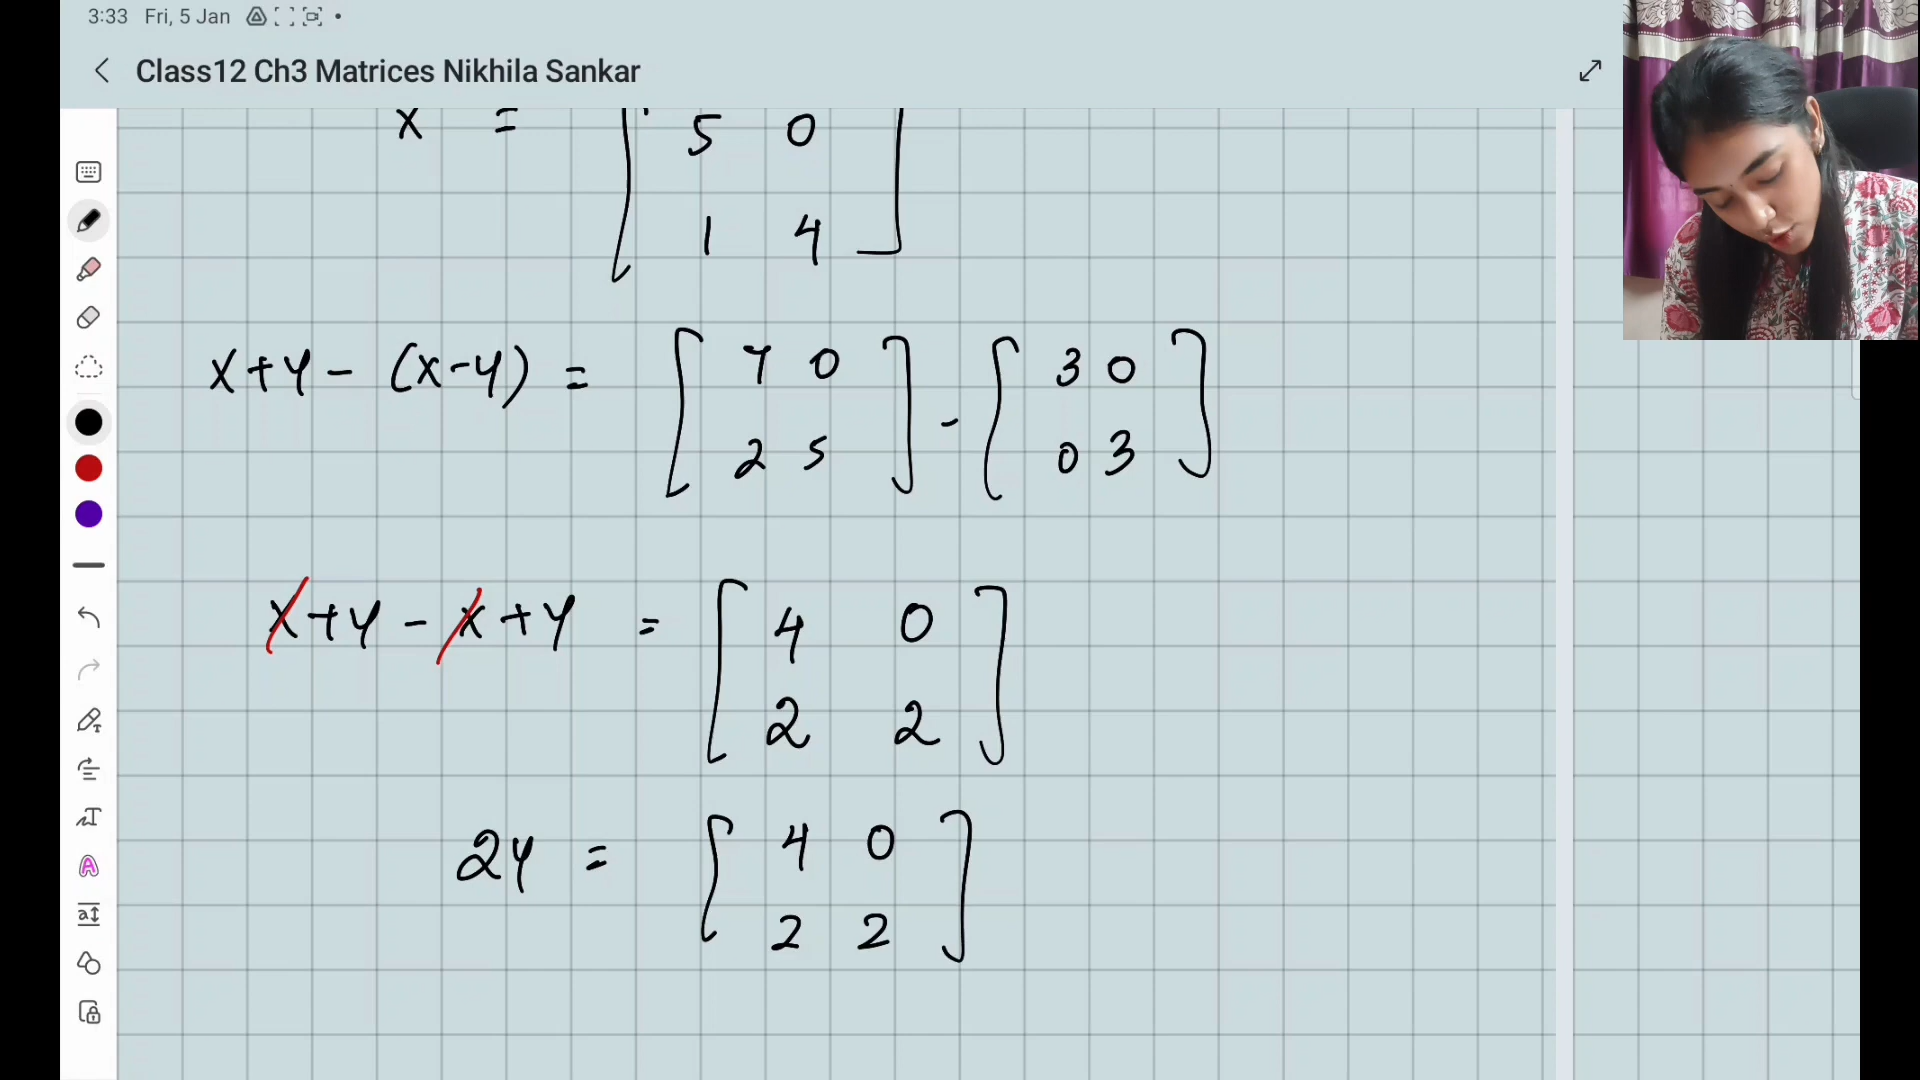 3:33 Fri, 5 Jan
Class12 Ch3 Matrices Nikhila Sankar
X = [ 5 0
1 4 ]
X+Y - (X-Y) = [ 7 0 ] - [ 3 0 ]
[ 2 5 ] [ 0 3 ]
X+Y - X+Y = [ 4 0
2 2 ]
2Y = [ 4 0
2 2 ]